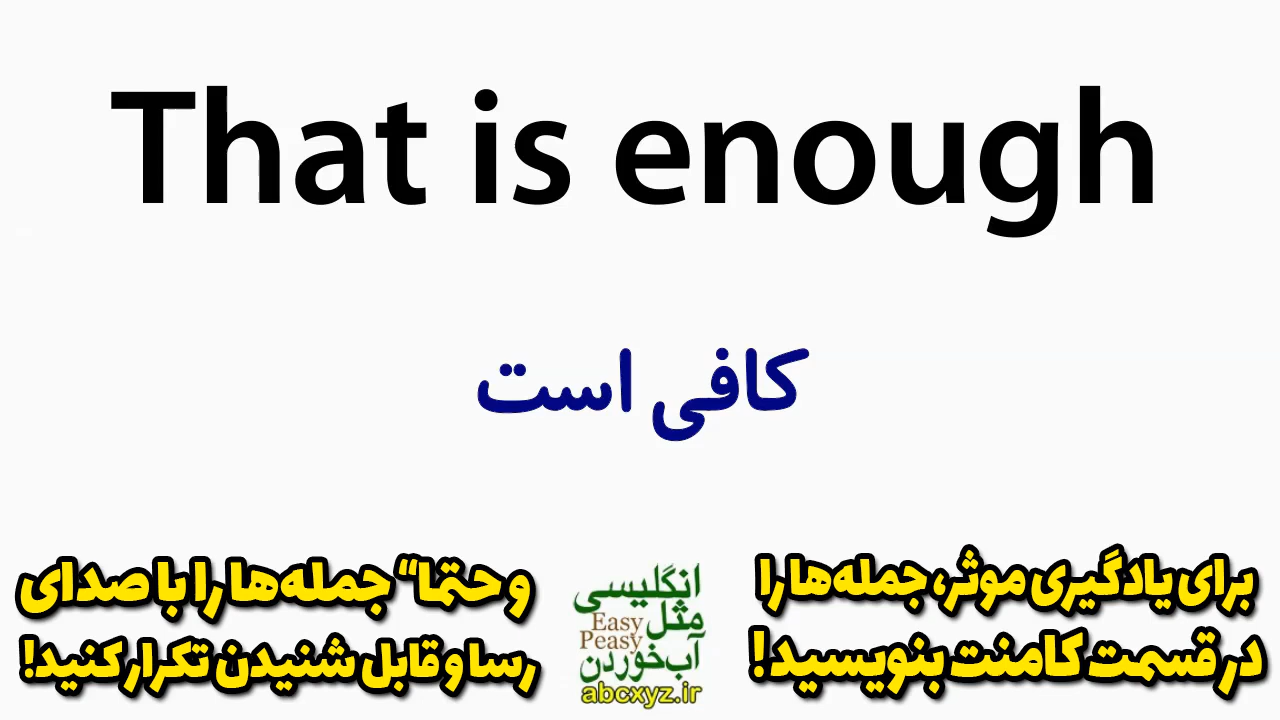 That is enough
کافی است
برای یادگیری موثر، جمله‌ها را
در قسمت کامنت بنویسید!
و حتما“ جمله‌ها را با صدای
رسا و قابل شنیدن تکرار کنید!
انگلیسی
مثل
Easy
Peasy
آب خوردن
abcxyz.ir